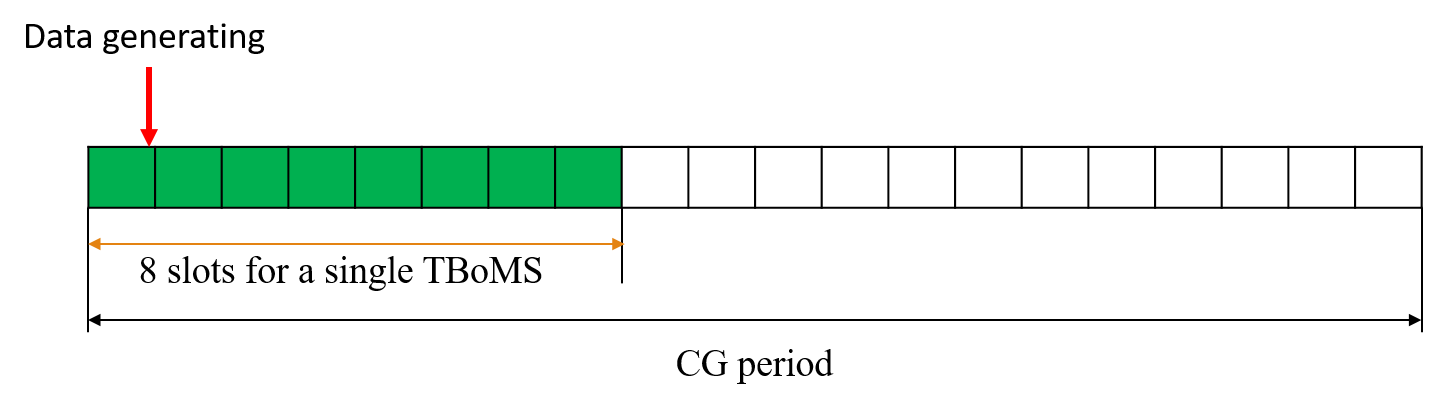 Data generating
8 slots for a single TBoMS
CG period